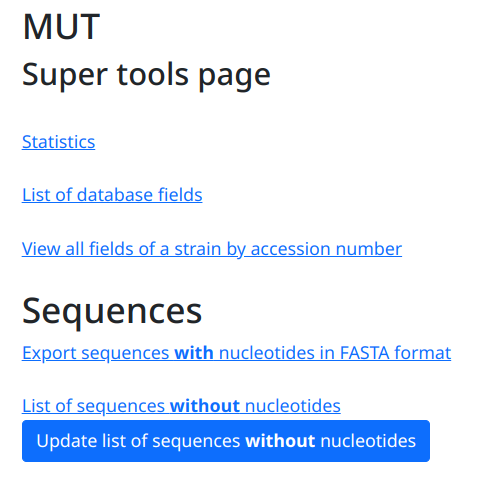 MUT
Super tools page
Statistics
List of database fields
View all fields of a strain by accession number
Sequences
Export sequences with nucleotides in FASTA format
List of sequences without nucleotides
Update list of sequences without nucleotides